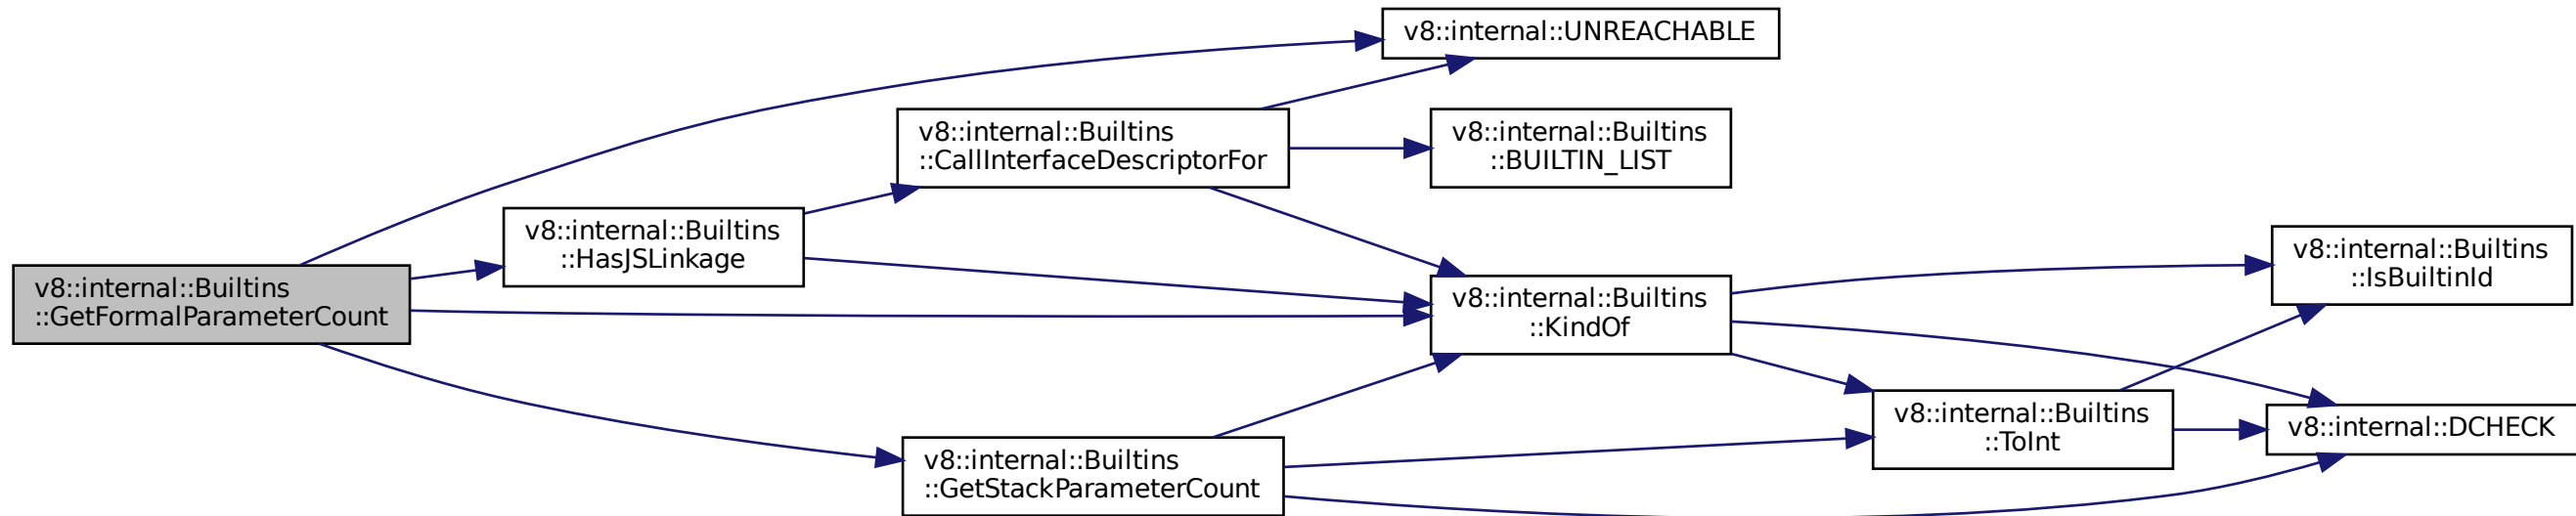 v8::internal::UNREACHABLE
v8::internal::Builtins
::CallInterfaceDescriptorFor
v8::internal::Builtins
::BUILTIN_LIST
v8::internal::Builtins
::HasJSLinkage
v8::internal::Builtins
::IsBuiltinId
v8::internal::Builtins
::GetFormalParameterCount
v8::internal::Builtins
::KindOf
v8::internal::Builtins
::ToInt
v8::internal::DCHECK
v8::internal::Builtins
::GetStackParameterCount